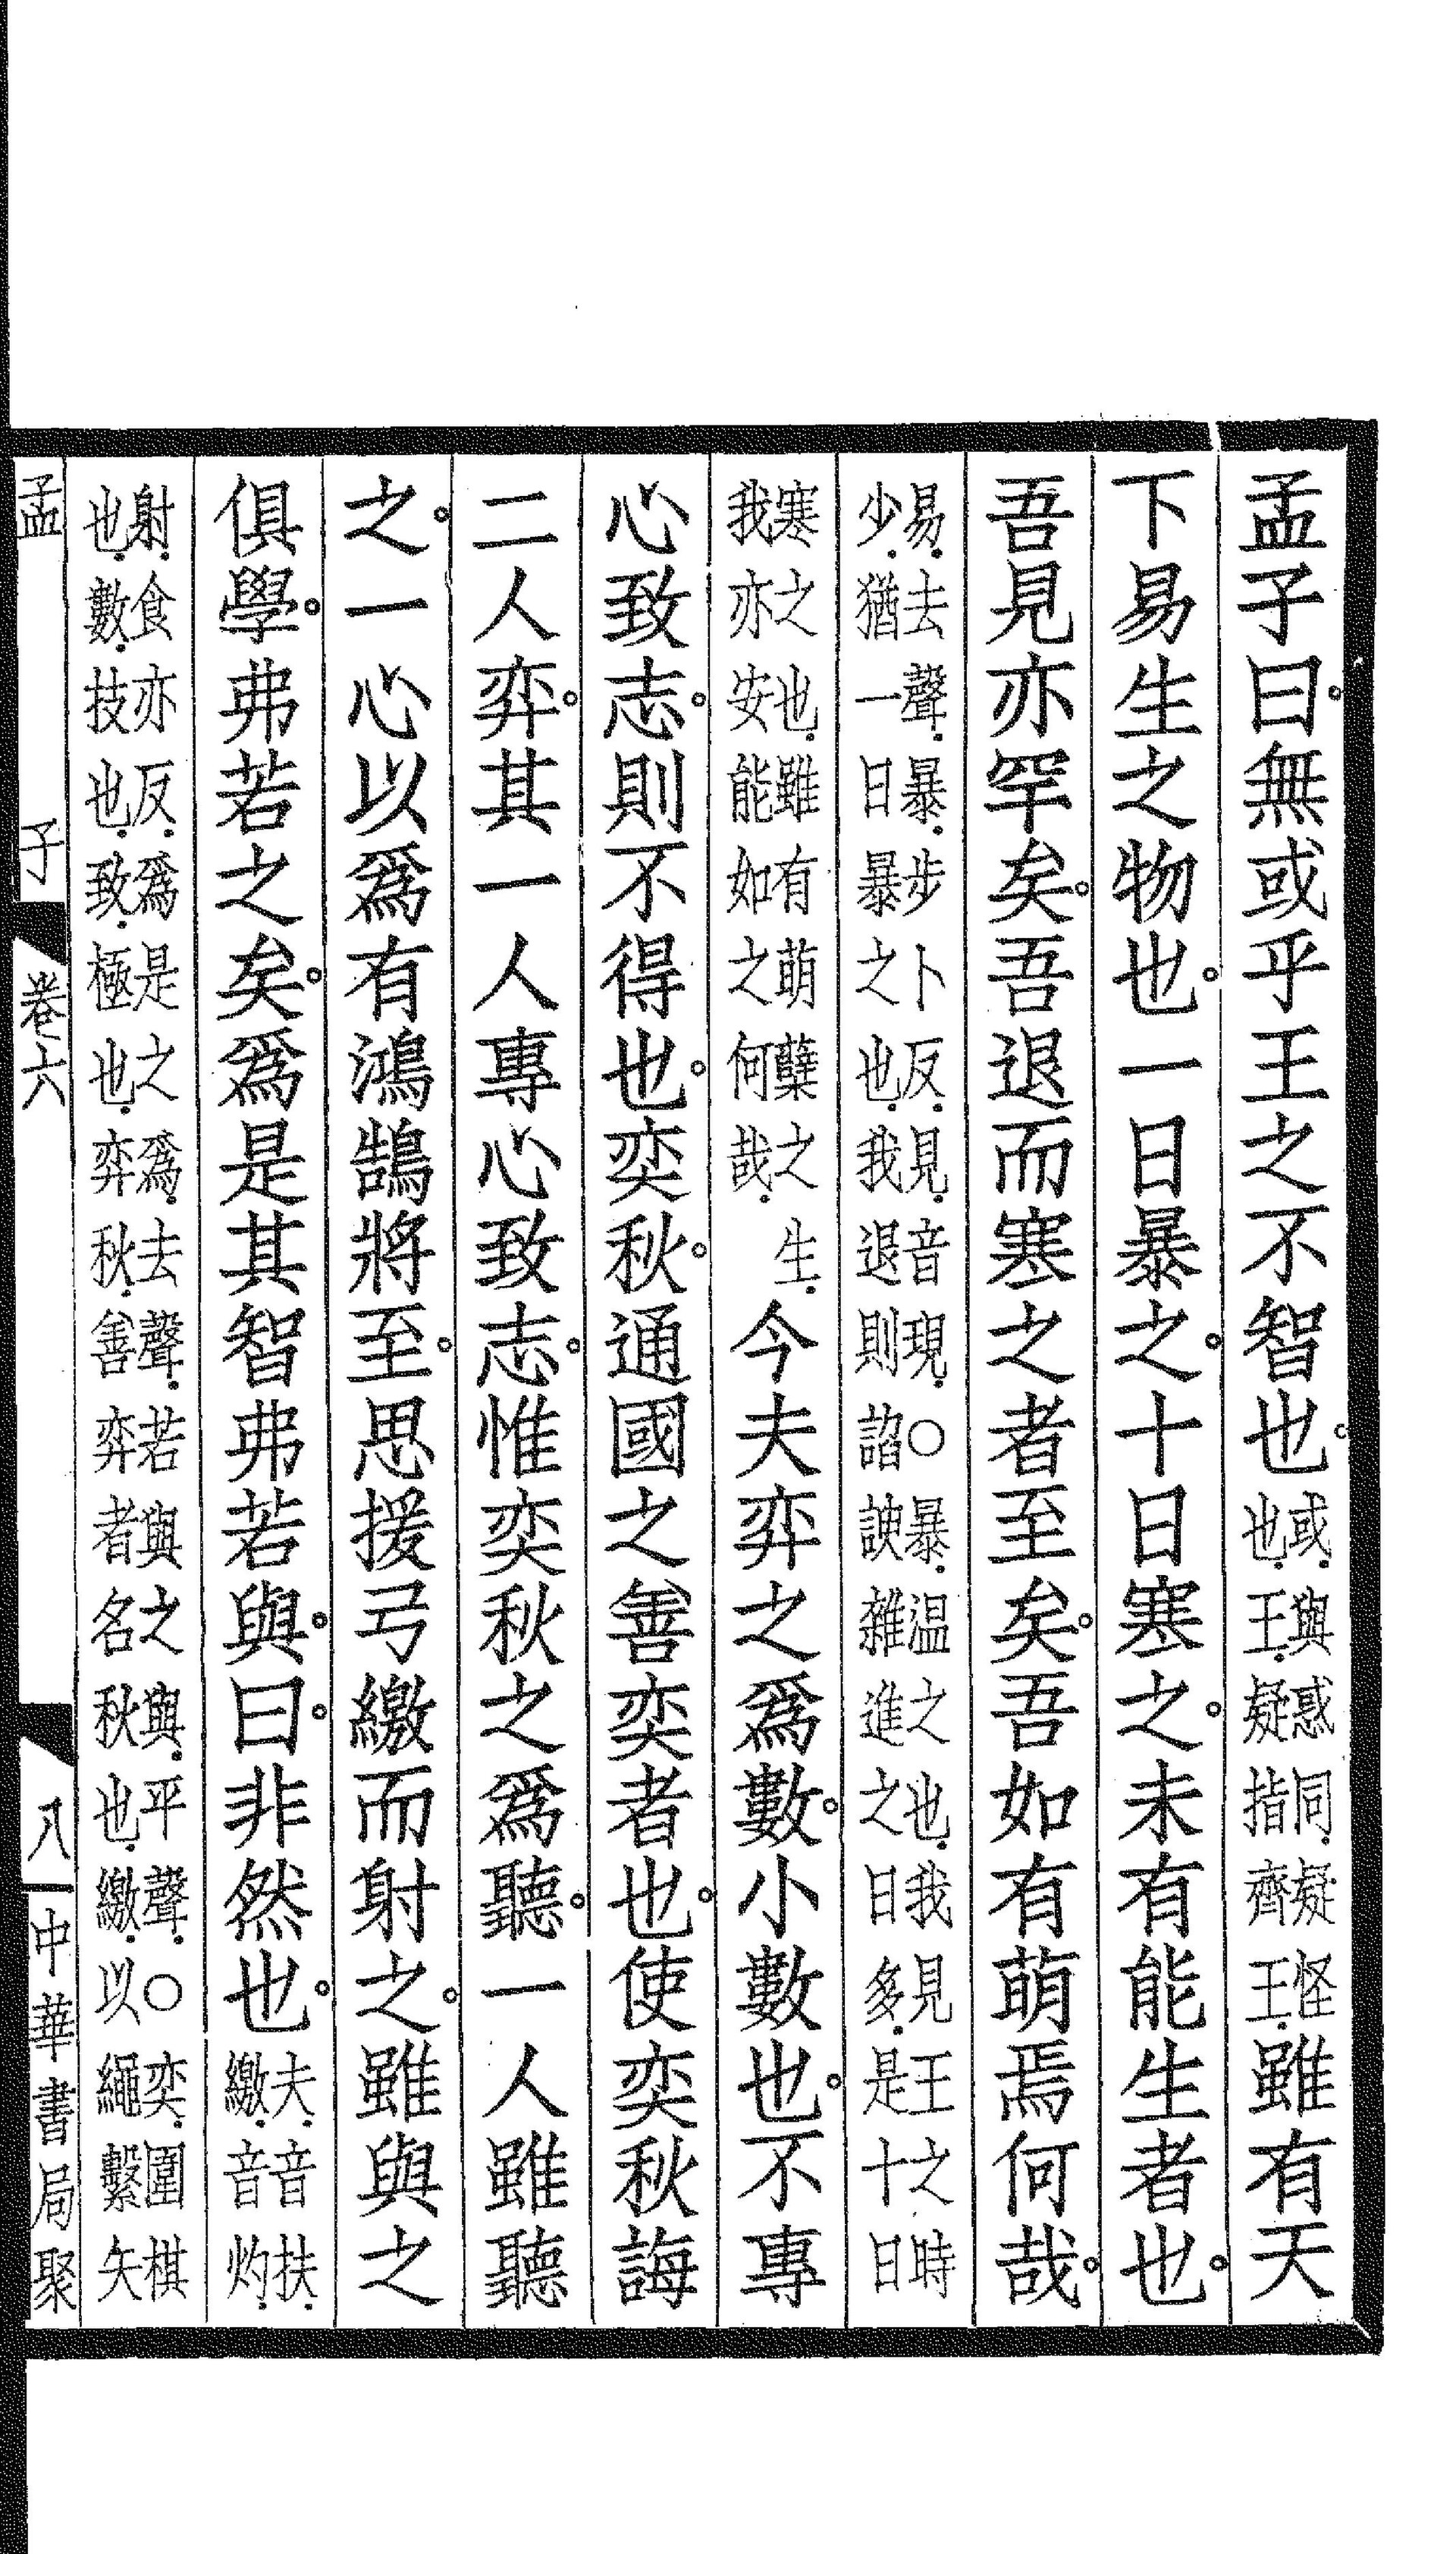 孟子曰。無或乎王之不智也。或.與惑同.疑怪也.王.疑指齊王.雖有天
下易生之物也。一日暴之。十日寒之。未有能生者也。
吾見亦罕矣。吾退而寒之者至矣。吾如有萌焉何哉。
易.去聲.暴.步卜反.見.音現.○暴.温之也.我見王之時
少.猶一日暴之也.我退則諂諛雜進之日多.是十日
寒之也.雖有萌蘖之生.我亦安能如之何哉.今夫弈之爲數。小數也。不專
心致志。則不得也。奕秋。通國之善奕者也。使奕秋誨
二人弈。其一人專心致志。惟奕秋之爲聽。一人雖聽
之。一心以爲有鴻鵠將至。思援弓繳而射之。雖與之
俱學。弗若之矣。爲是其智弗若與。曰。非然也。夫.音扶.繳.音灼.
射.食亦反.爲是之爲.去聲.若與之與.平聲.○奕.圍棋
也.數.技也.致.極也.弈秋.善弈者名秋也.繳.以繩繫矢
孟子 卷六 八 中華書局聚